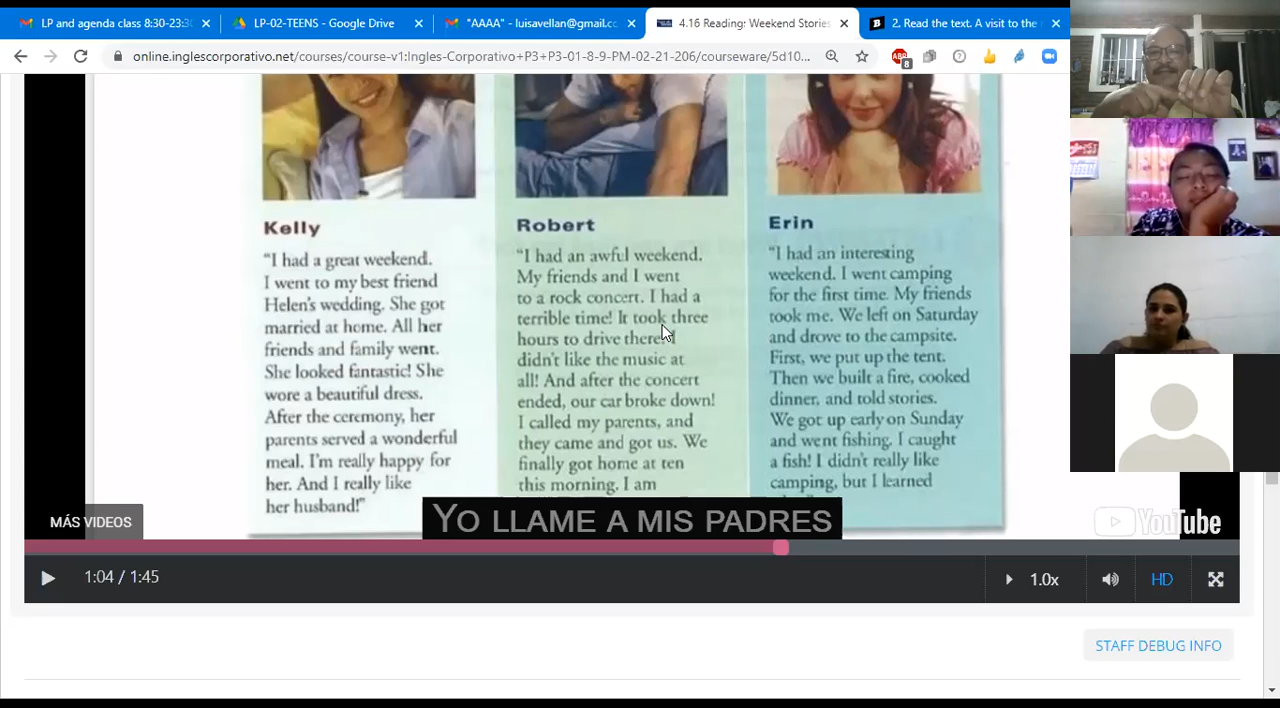 LP and agenda class 8:30-23:3
LP-02-TEENS - Google Drive
"AAAA" - luisavellan@gmail.c
4.16 Reading: Weekend Stories
2. Read the text. A visit to the
online.inglescorporativo.net/courses/course-v1:Ingles-Corporativo+P3+P3-01-8-9-PM-02-21-206/courseware/5d10...
ABP
8
Kelly
"I had a great weekend.
I went to my best friend
Helen's wedding. She got
married at home. All her
friends and family went.
She looked fantastic! She
wore a beautiful dress.
After the ceremony, her
parents served a wonderful
meal. I'm really happy for
her. And I really like
her husband!"
Robert
"I had an awful weekend.
My friends and I went
to a rock concert. I had a
terrible time! It took three
hours to drive there. I
didn't like the music at
all! And after the concert
ended, our car broke down!
I called my parents, and
they came and got us. We
finally got home at ten
this morning. I am
Erin
"I had an interesting
weekend. I went camping
for the first time. My friends
took me. We left on Saturday
and drove to the campsite.
First, we put up the tent.
Then we built a fire, cooked
dinner, and told stories.
We got up early on Sunday
and went fishing. I caught
a fish! I didn't really like
camping, but I learned
YO LLAME A MIS PADRES
MÁS VIDEOS
YouTube
1:04 / 1:45
1.0x
HD
STAFF DEBUG INFO